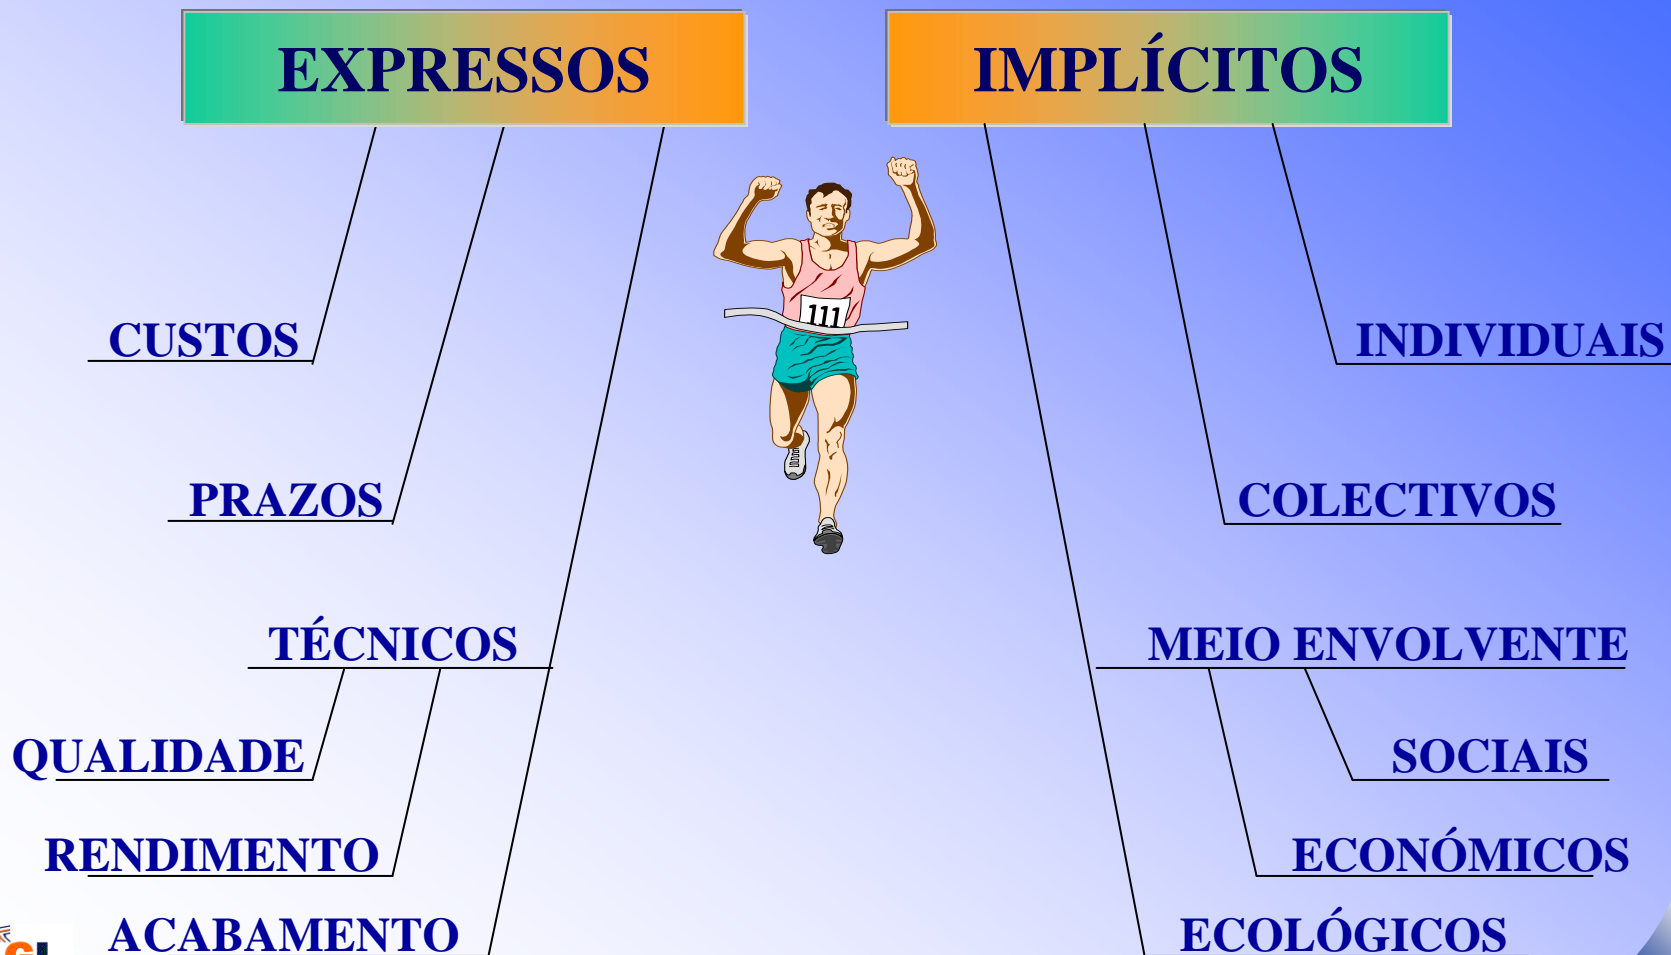 EXPRESSOS
IMPLÍCITOS
111
CUSTOS
INDIVIDUAIS
PRAZOS
COLECTIVOS
TÉCNICOS
MEIO ENVOLVENTE
QUALIDADE
SOCIAIS
RENDIMENTO
ECONÓMICOS
ACABAMENTO
ECOLÓGICOS